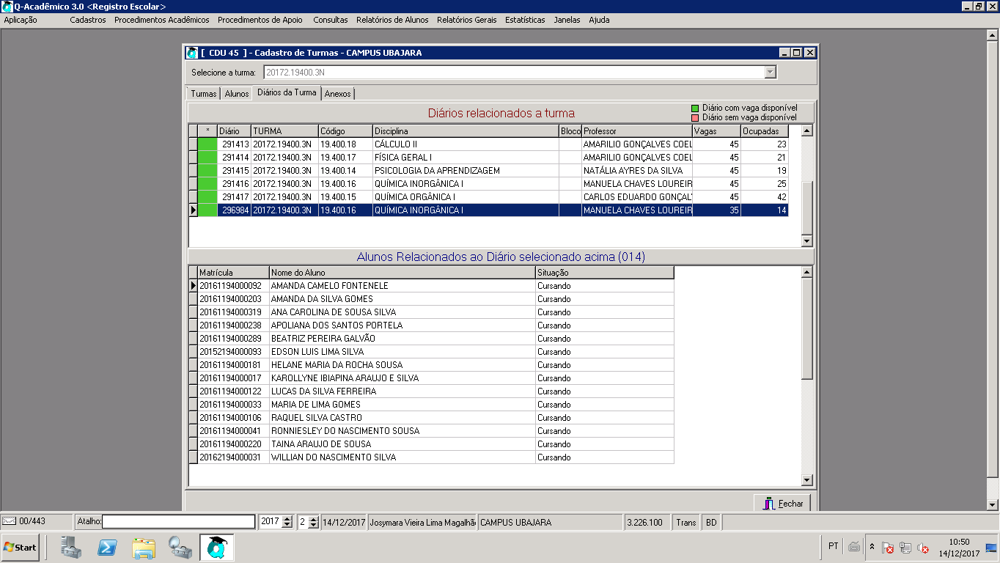 Q-Acadêmico 3.0 <Registro Escolar>
Aplicação Cadastros Procedimentos Acadêmicos Procedimentos de Apoio Consultas Relatórios de Alunos Relatórios Gerais Estatísticas Janelas Ajuda
[ CDU 45 ] - Cadastro de Turmas - CAMPUS UBAJARA
Selecione a turma: 20172.19400.3N
Turmas Alunos Diários da Turma Anexos
Diários relacionados a turma
Diário com vaga disponível
Diário sem vaga disponível
* Diário TURMA Código Disciplina Bloco Professor Vagas Ocupadas
291413 20172.19400.3N 19.400.18 CÁLCULO II AMARILIO GONÇALVES COEL 45 23
291414 20172.19400.3N 19.400.17 FÍSICA GERAL I AMARILIO GONÇALVES COEL 45 21
291415 20172.19400.3N 19.400.14 PSICOLOGIA DA APRENDIZAGEM NATÁLIA AYRES DA SILVA 45 19
291416 20172.19400.3N 19.400.16 QUÍMICA INORGÂNICA I MANUELA CHAVES LOUREIR 45 25
291417 20172.19400.3N 19.400.15 QUÍMICA ORGÂNICA I CARLOS EDUARDO GONÇAL 45 42
296984 20172.19400.3N 19.400.16 QUÍMICA INORGÂNICA I MANUELA CHAVES LOUREIR 35 14
Alunos Relacionados ao Diário selecionado acima (014)
Matrícula Nome do Aluno Situação
20161194000092 AMANDA CAMELO FONTENELE Cursando
20161194000203 AMANDA DA SILVA GOMES Cursando
20161194000319 ANA CAROLINA DE SOUSA SILVA Cursando
20161194000238 APOLIANA DOS SANTOS PORTELA Cursando
20161194000289 BEATRIZ PEREIRA GALVÃO Cursando
20152194000093 EDSON LUIS LIMA SILVA Cursando
20161194000181 HELANE MARIA DA ROCHA SOUSA Cursando
20161194000017 KAROLLYNE IBIAPINA ARAUJO E SILVA Cursando
20161194000122 LUCAS DA SILVA FERREIRA Cursando
20161194000033 MARIA DE LIMA GOMES Cursando
20161194000106 RAQUEL SILVA CASTRO Cursando
20161194000041 RONNIESLEY DO NASCIMENTO SOUSA Cursando
20161194000220 TAINA ARAUJO DE SOUSA Cursando
20162194000031 WILLIAN DO NASCIMENTO SILVA Cursando
Fechar
00/443 Atalho: 2017 2 14/12/2017 Josymara Vieira Lima Magalhã CAMPUS UBAJARA 3.226.100 Trans BD
Start PT 10:50
14/12/2017